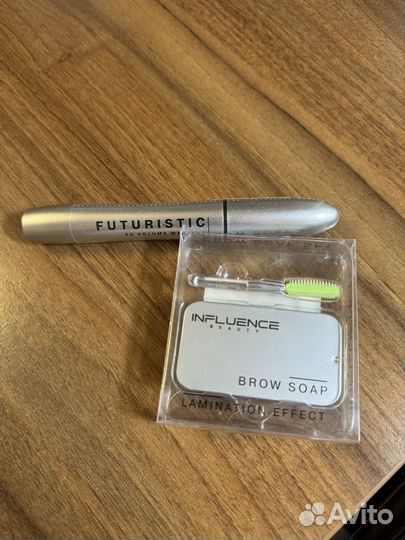 FUTURISTIC
INFLUENCE
BEAUTY
BROW SOAP
LAMINATION EFFECT
Avito